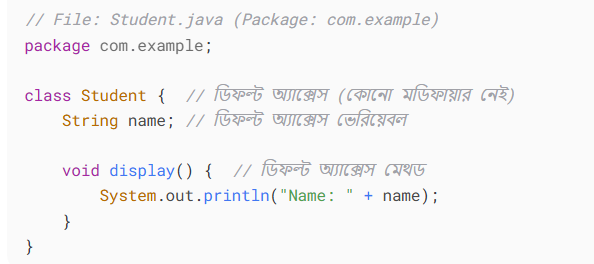 // File: Student.java (Package: com.example)
package com.example;
class Student {  // ডিফল্ট অ্যাক্সেস (কোনো মডিফায়ার নেই)
    String name; // ডিফল্ট অ্যাক্সেস ভেরিয়েবল
    void display() {  // ডিফল্ট অ্যাক্সেস মেথড
        System.out.println("Name: " + name);
    }
}